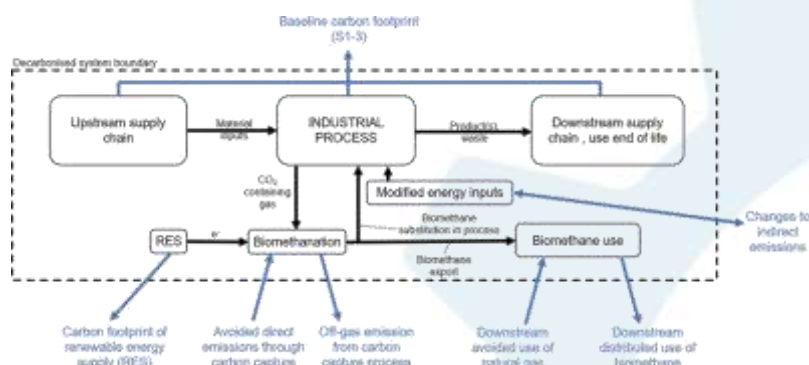 Baseline carbon footprint
(S1-3)
Decarbonised system boundary
Upstream supply
chain
Material
inputs
INDUSTRIAL
PROCESS
Product(s),
waste
Downstream supply
chain , use end of life
CO₂
containing
gas
Modified energy inputs
Biomethane
substitution in process
Changes to
indirect
emissions
RES
e⁻
Biomethanation
Biomethane
export
Biomethane use
Carbon footprint of
renewable energy
supply (RES)
Avoided direct
emissions through
carbon capture
Off-gas emission
from carbon
capture process
Downstream
avoided use of
natural gas
Downstream
distributed use of
biomethane